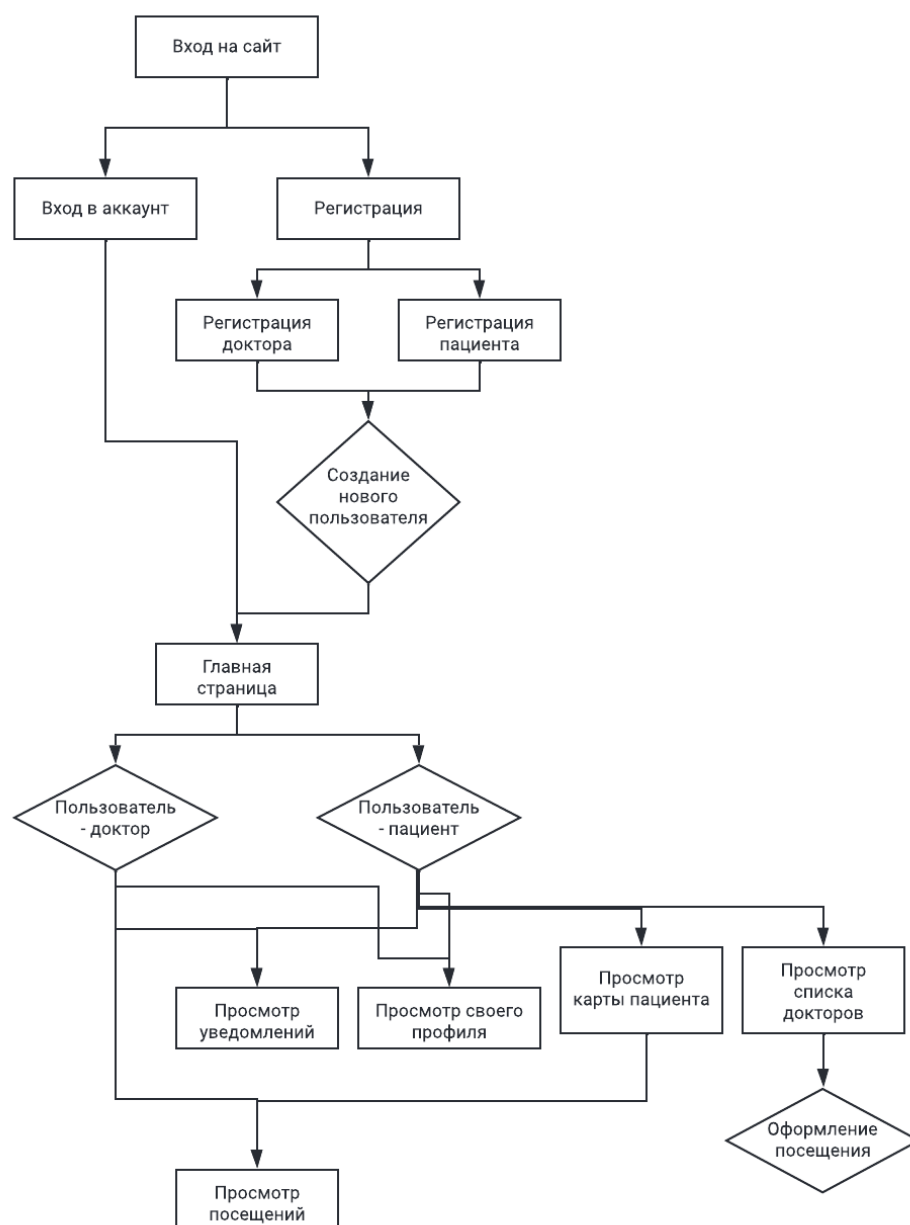 Вход на сайт
Вход в аккаунт
Регистрация
Регистрация
доктора
Регистрация
пациента
Создание
нового
пользователя
Главная
страница
Пользователь
- доктор
Пользователь
- пациент
Просмотр
уведомлений
Просмотр своего
профиля
Просмотр
карты пациента
Просмотр
списка
докторов
Оформление
посещения
Просмотр
посещений